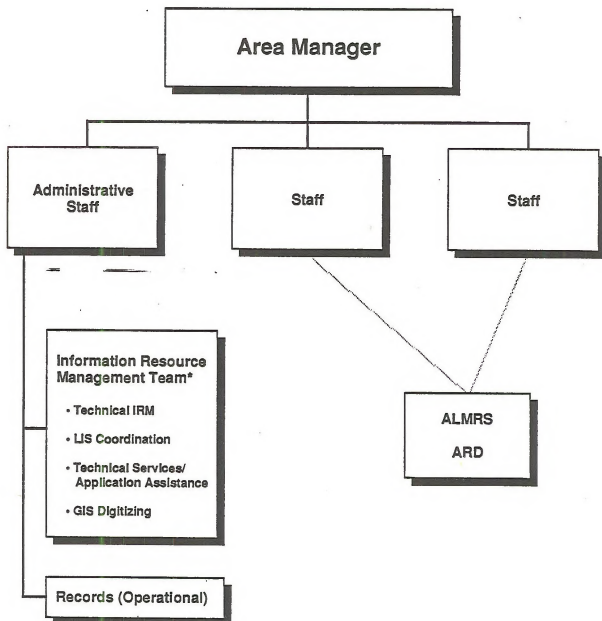 Area Manager
Administrative
Staff
Staff
Staff
Information Resource
Management Team*
• Technical IRM
• LIS Coordination
• Technical Services/
Application Assistance
• GIS Digitizing
ALMRS
ARD
Records (Operational)